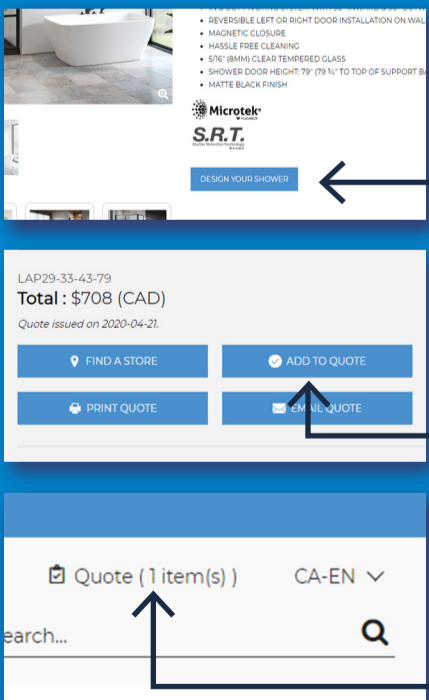 REVERSIBLE LEFT OR RIGHT DOOR INSTALLATION ON WAL
MAGNETIC CLOSURE
HASSLE FREE CLEANING
5/16" (8MM) CLEAR TEMPERED GLASS
SHOWER DOOR HEIGHT: 79" (79 ¾" TO TOP OF SUPPORT BA
MATTE BLACK FINISH
Microtek
S.R.T.
DESIGN YOUR SHOWER
LAP29-33-43-79
Total : $708 (CAD)
Quote issued on 2020-04-21.
FIND A STORE
ADD TO QUOTE
PRINT QUOTE
EMAIL QUOTE
Quote ( 1 item(s) )
CA-EN
earch...